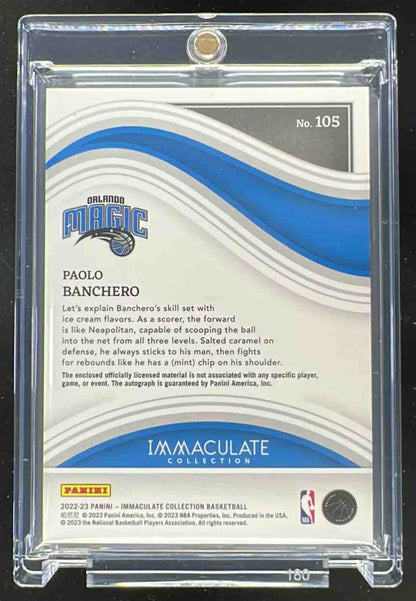 No. 105
ORLANDO
MAGIC
PAOLO
BANCHERO
Let's explain Banchero's skill set with
ice cream flavors. As a scorer, the forward
is like Neapolitan, capable of scooping the ball
into the net from all three levels. Salted caramel on
defense, he always sticks to his man, then fights
for rebounds like he has a (mint) chip on his shoulder.
The enclosed officially licensed material is not associated with any specific player,
game, or event. The autograph is guaranteed by Panini America, Inc.
IMMACULATE
COLLECTION
PANINI
2022-23 PANINI – IMMACULATE COLLECTION BASKETBALL
帕尼尼 © 2023 Panini America, Inc. © 2023 NBA Properties, Inc. Produced in the USA.
© 2023 the National Basketball Players Association. All rights reserved.
NBA
180